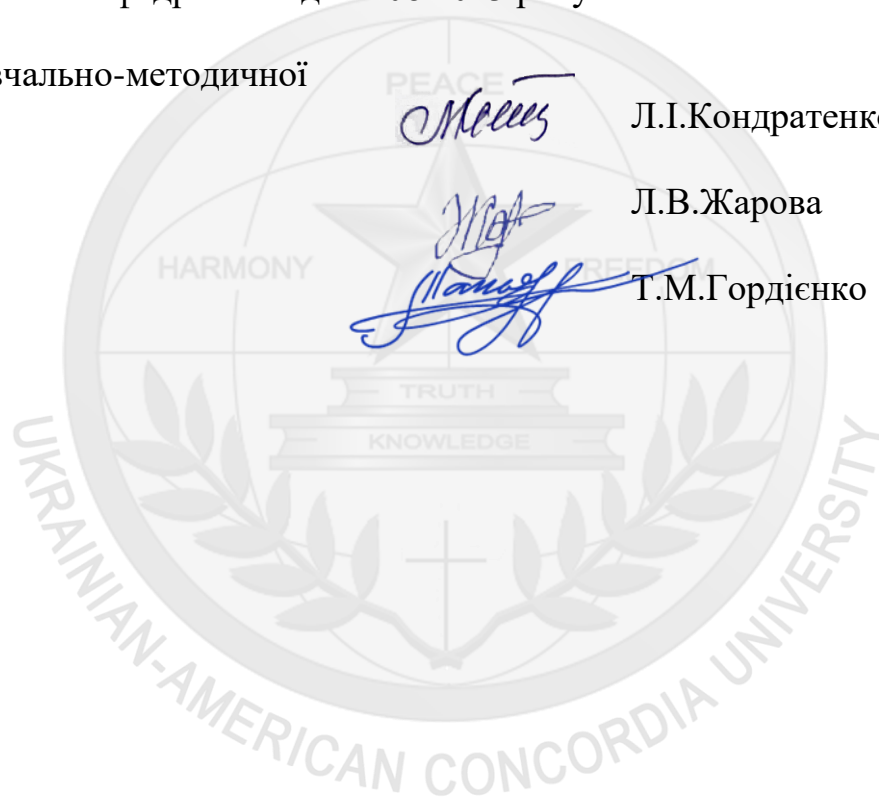 вчально-методичної
PEACE
Л.І.Кондратенко
Л.В.Жарова
HARMONY
FREEDOM
Т.М.Гордієнко
TRUTH
KNOWLEDGE
UKRAINIAN-AMERICAN CONCORDIA UNIVERSITY